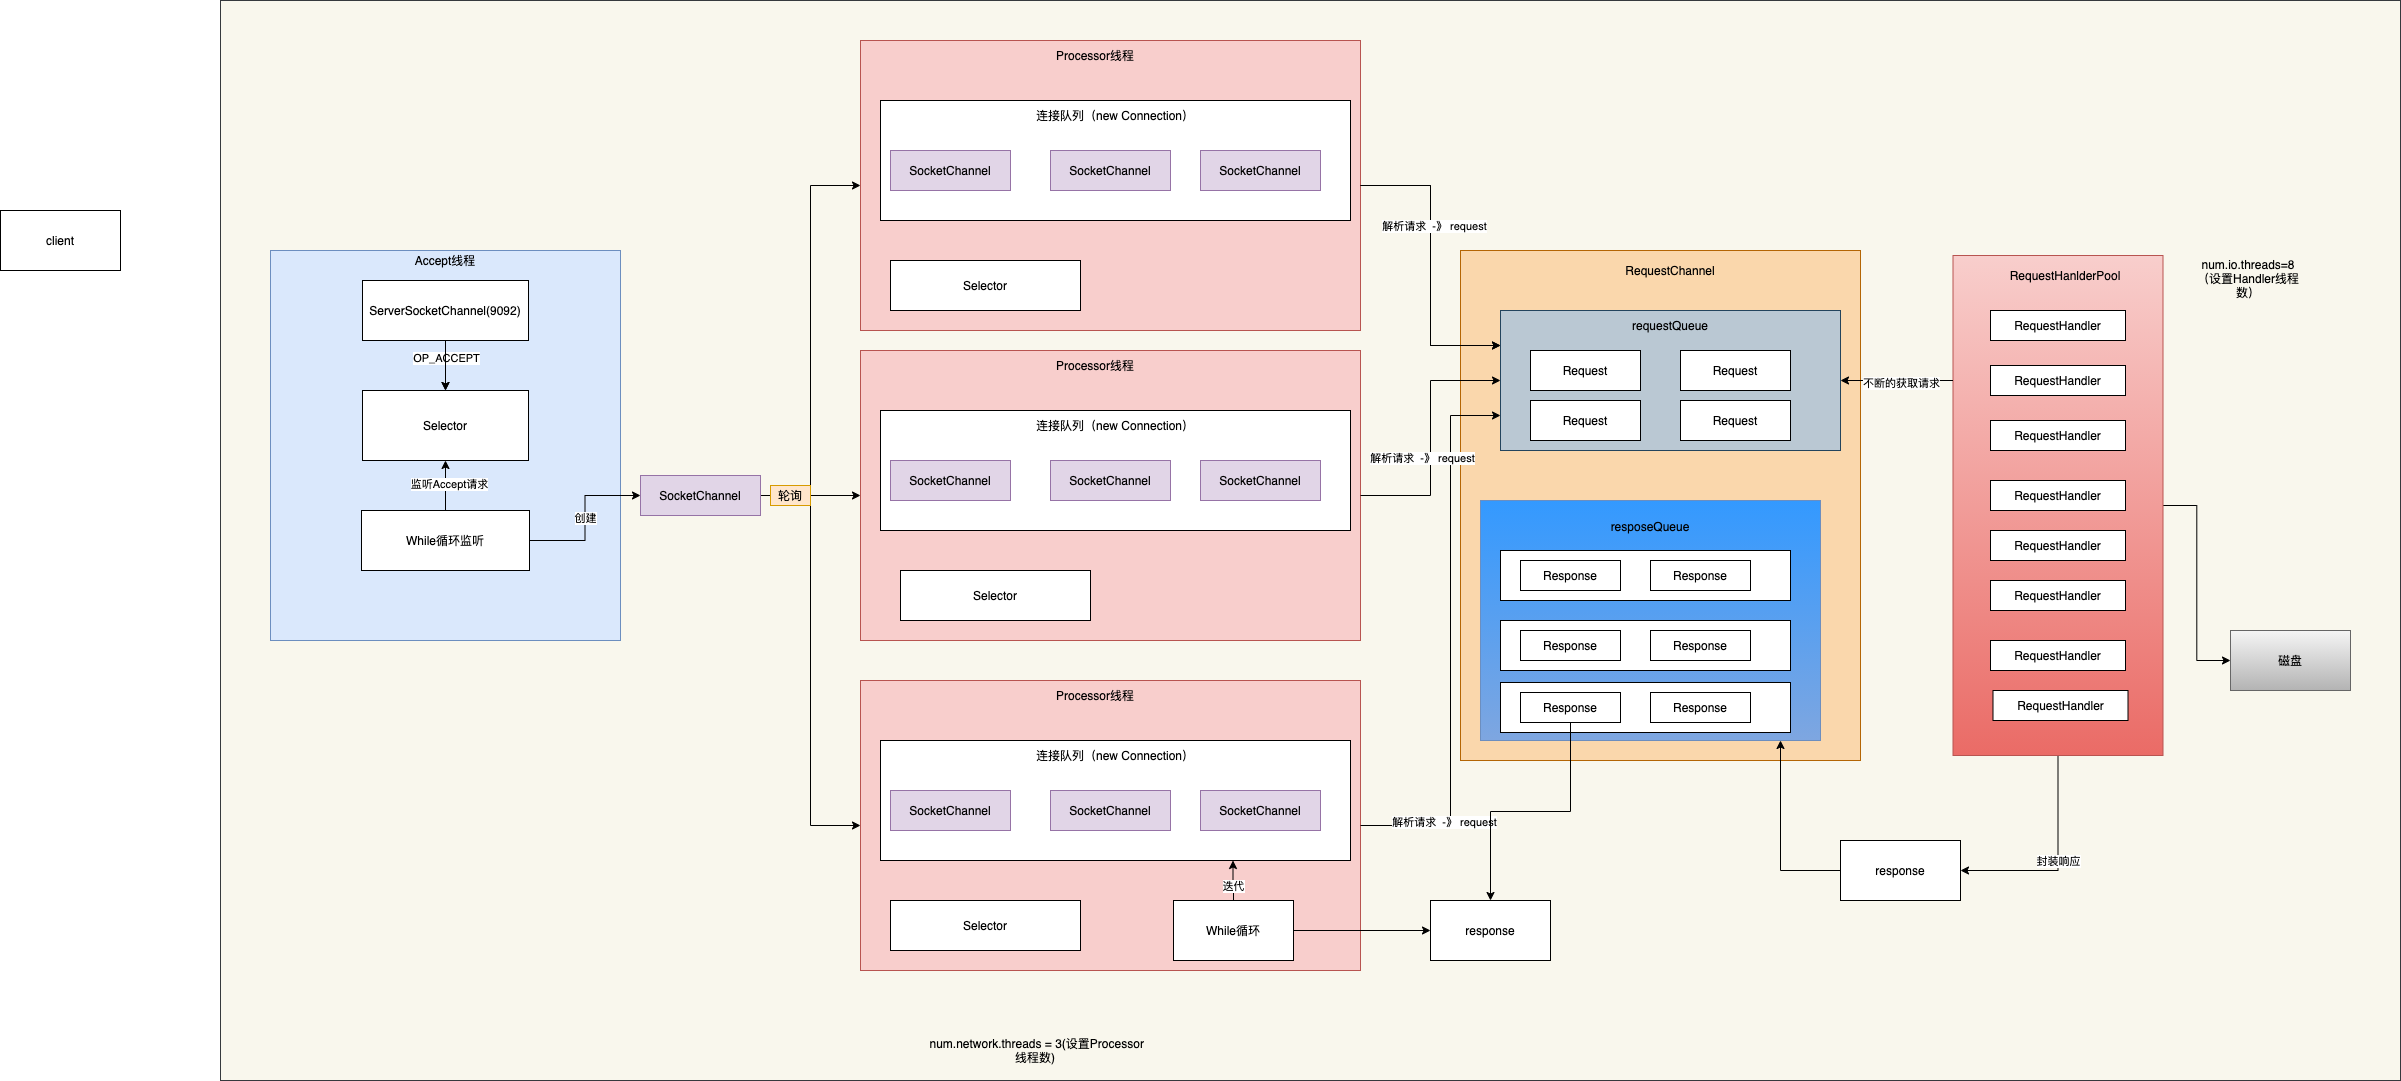 client
Accept线程
ServerSocketChannel(9092)
OP_ACCEPT
Selector
监听Accept请求
While循环监听
创建
SocketChannel
轮询
Processor线程
连接队列（new Connection）
SocketChannel
SocketChannel
SocketChannel
Selector
Processor线程
连接队列（new Connection）
SocketChannel
SocketChannel
SocketChannel
Selector
Processor线程
连接队列（new Connection）
SocketChannel
SocketChannel
SocketChannel
迭代
Selector
While循环
num.network.threads = 3(设置Processor
线程数)
解析请求 -》 request
解析请求 -》 request
解析请求 -》 request
response
RequestChannel
requestQueue
Request
Request
Request
Request
resposeQueue
Response
Response
Response
Response
Response
Response
不断的获取请求
RequestHanlderPool
RequestHandler
RequestHandler
RequestHandler
RequestHandler
RequestHandler
RequestHandler
RequestHandler
RequestHandler
num.io.threads=8
（设置Handler线程
数）
磁盘
封装响应
response